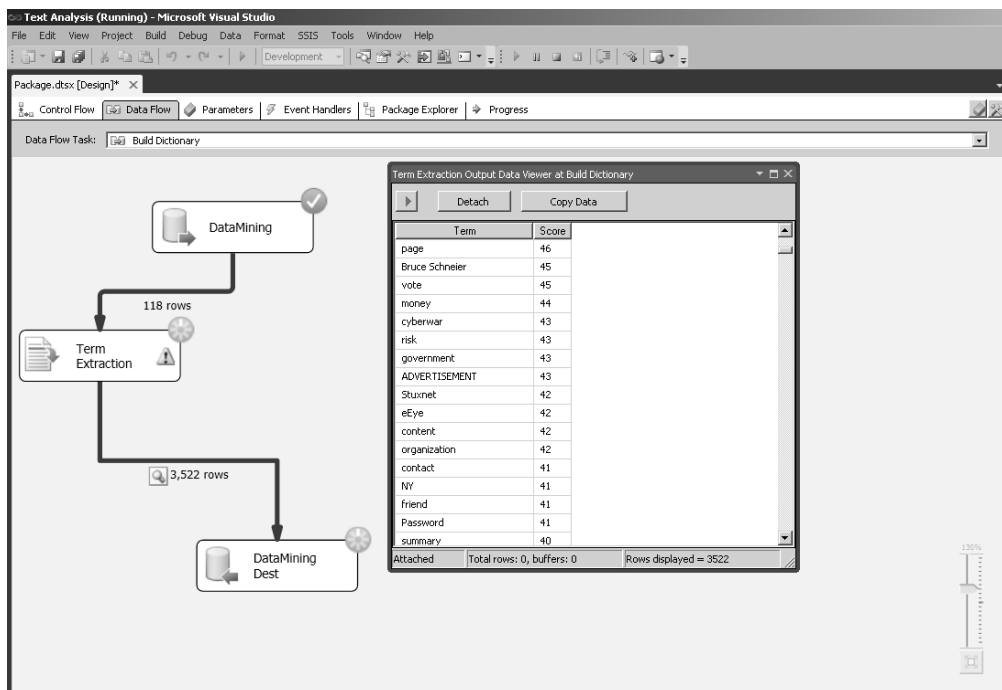 Text Analysis (Running) - Microsoft Visual Studio
File Edit View Project Build Debug Data Format SSIS Tools Window Help
Development
Package.dtsx [Design]*
Control Flow Data Flow Parameters Event Handlers Package Explorer Progress
Data Flow Task: Build Dictionary
DataMining
118 rows
Term
Extraction
3,522 rows
DataMining
Dest
Term Extraction Output Data Viewer at Build Dictionary
Detach Copy Data
Term Score
page 46
Bruce Schneier 45
vote 45
money 44
cyberwar 43
risk 43
government 43
ADVERTISEMENT 43
Stuxnet 42
eEye 42
content 42
organization 42
contact 41
NY 41
friend 41
Password 41
summary 40
Attached Total rows: 0, buffers: 0 Rows displayed = 3522
130%